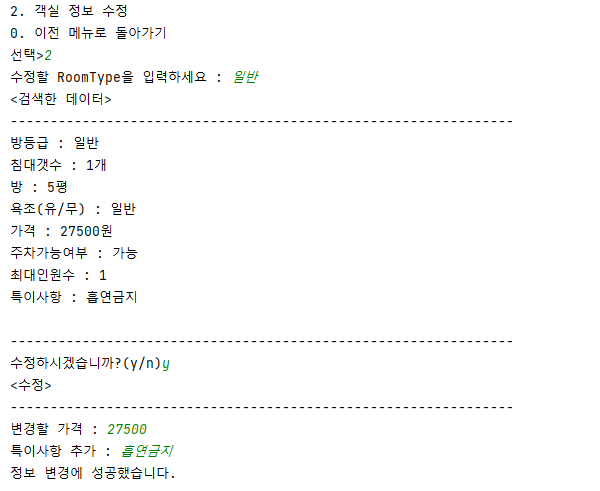 2. 객실 정보 수정
0. 이전 메뉴로 돌아가기
선택>2
수정할 RoomType을 입력하세요 : 일반
<검색한 데이터>
---------------------------------------------------------------
방등급 : 일반
침대갯수 : 1개
방 : 5평
욕조(유/무) : 일반
가격 : 27500원
주차가능여부 : 가능
최대인원수 : 1
특이사항 : 흡연금지
---------------------------------------------------------------
수정하시겠습니까?(y/n)y
<수정>
---------------------------------------------------------------
변경할 가격 : 27500
특이사항 추가 : 흡연금지
정보 변경에 성공했습니다.